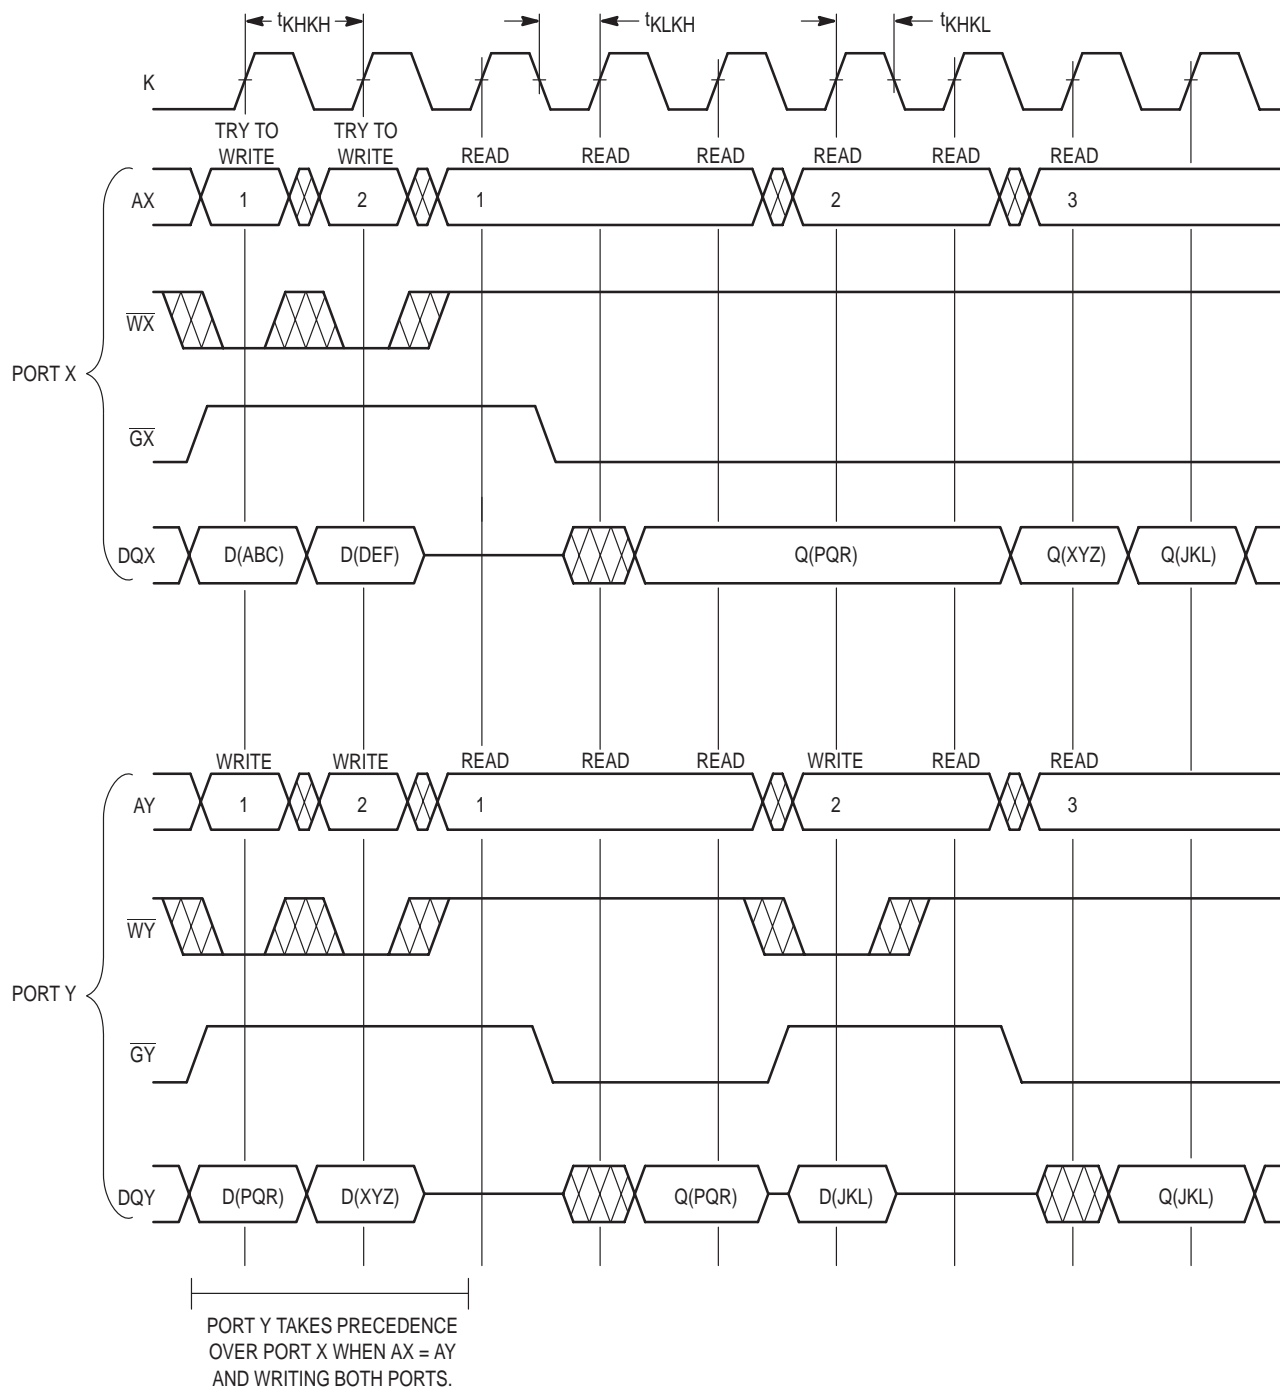 tKHKH tKLKH tKHKL
K
TRY TO TRY TO
WRITE WRITE READ READ READ READ READ READ
AX 1 2 1 2 3
WX
PORT X
GX
DQX D(ABC) D(DEF) Q(PQR) Q(XYZ) Q(JKL)
WRITE WRITE READ READ READ WRITE READ READ
AY 1 2 1 2 3
WY
PORT Y
GY
DQY D(PQR) D(XYZ) Q(PQR) D(JKL) Q(JKL)
PORT Y TAKES PRECEDENCE
OVER PORT X WHEN AX = AY
AND WRITING BOTH PORTS.